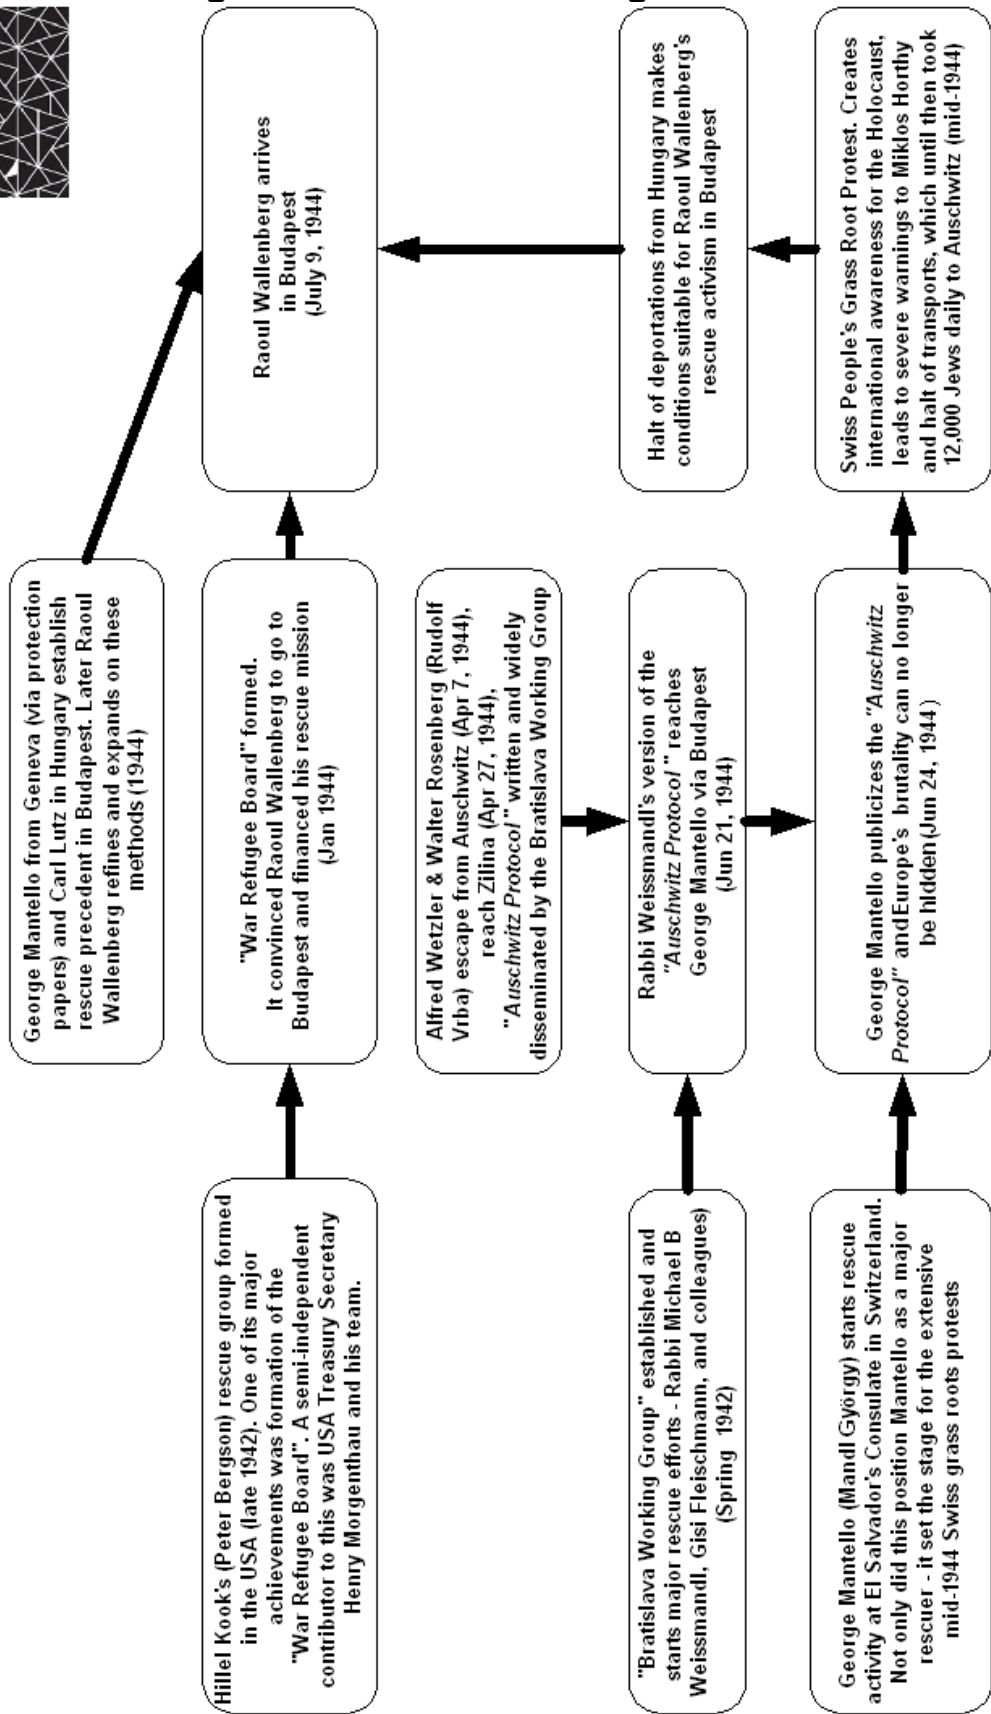 George Mantello from Geneva (via protection
papers) and Carl Lutz in Hungary establish
rescue precedent in Budapest. Later Raoul
Wallenberg refines and expands on these
methods (1944)
Hillel Kook's (Peter Bergson) rescue group formed
in the USA (late 1942). One of its major
achievements was formation of the
"War Refugee Board". A semi-independent
contributor to this was USA Treasury Secretary
Henry Morgenthau and his team.
"War Refugee Board" formed.
It convinced Raoul Wallenberg to go to
Budapest and financed his rescue mission
(Jan 1944)
Raoul Wallenberg arrives
in Budapest
(July 9, 1944)
Alfred Wetzler & Walter Rosenberg (Rudolf
Vrba) escape from Auschwitz (Apr 7, 1944),
reach Zilina (Apr 27, 1944),
"Auschwitz Protocol" written and widely
disseminated by the Bratislava Working Group
"Bratislava Working Group" established and
starts major rescue efforts - Rabbi Michael B
Weissmandl, Gisi Fleischmann, and colleagues)
(Spring 1942)
Rabbi Weissmandl's version of the
"Auschwitz Protocol" reaches
George Mantello via Budapest
(Jun 21, 1944)
Halt of deportations from Hungary makes
conditions suitable for Raoul Wallenberg's
rescue activism in Budapest
George Mantello (Mandl György) starts rescue
activity at El Salvador's Consulate in Switzerland.
Not only did this position Mantello as a major
rescuer - it set the stage for the extensive
mid-1944 Swiss grass roots protests
George Mantello publicizes the "Auschwitz
Protocol" and Europe's brutality can no longer
be hidden(Jun 24, 1944)
Swiss People's Grass Root Protest. Creates
international awareness for the Holocaust,
leads to severe warnings to Miklos Horthy
and halt of transports, which until then took
12,000 Jews daily to Auschwitz (mid-1944)